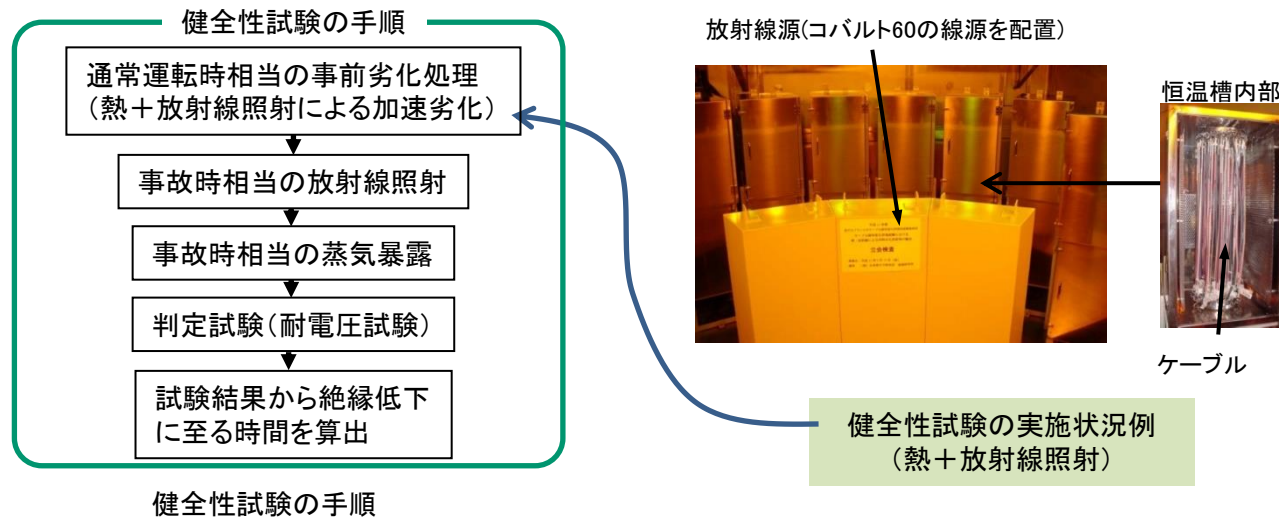 健全性試験の手順
通常運転時相当の事前劣化処理
(熱+放射線照射による加速劣化)
事故時相当の放射線照射
事故時相当の蒸気暴露
判定試験(耐電圧試験)
試験結果から絶縁低下
に至る時間を算出
健全性試験の手順
放射線源(コバルト60の線源を配置)
恒温槽内部
ケーブル
健全性試験の実施状況例
(熱+放射線照射)